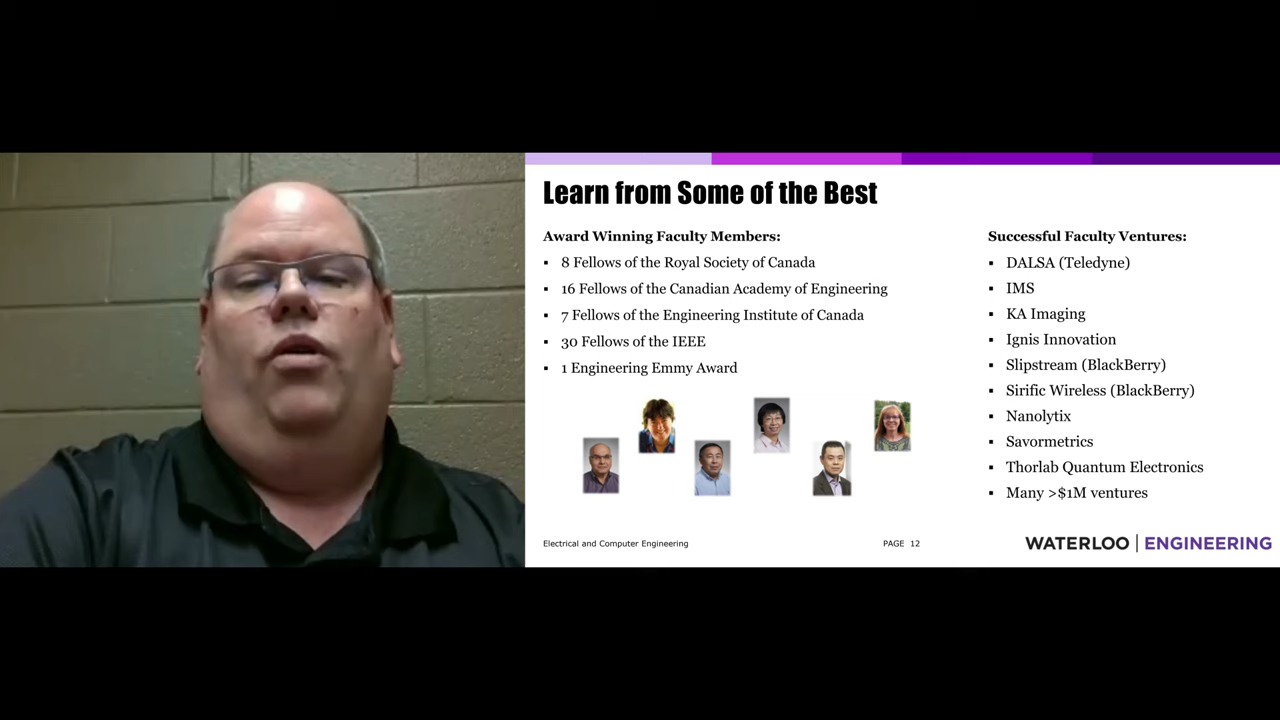 Learn from Some of the Best
Award Winning Faculty Members:
▪ 8 Fellows of the Royal Society of Canada
▪ 16 Fellows of the Canadian Academy of Engineering
▪ 7 Fellows of the Engineering Institute of Canada
▪ 30 Fellows of the IEEE
▪ 1 Engineering Emmy Award
Successful Faculty Ventures:
▪ DALSA (Teledyne)
▪ IMS
▪ KA Imaging
▪ Ignis Innovation
▪ Slipstream (BlackBerry)
▪ Sirific Wireless (BlackBerry)
▪ Nanolytix
▪ Savormetrics
▪ Thorlab Quantum Electronics
▪ Many >$1M ventures
Electrical and Computer Engineering
PAGE 12
WATERLOO | ENGINEERING